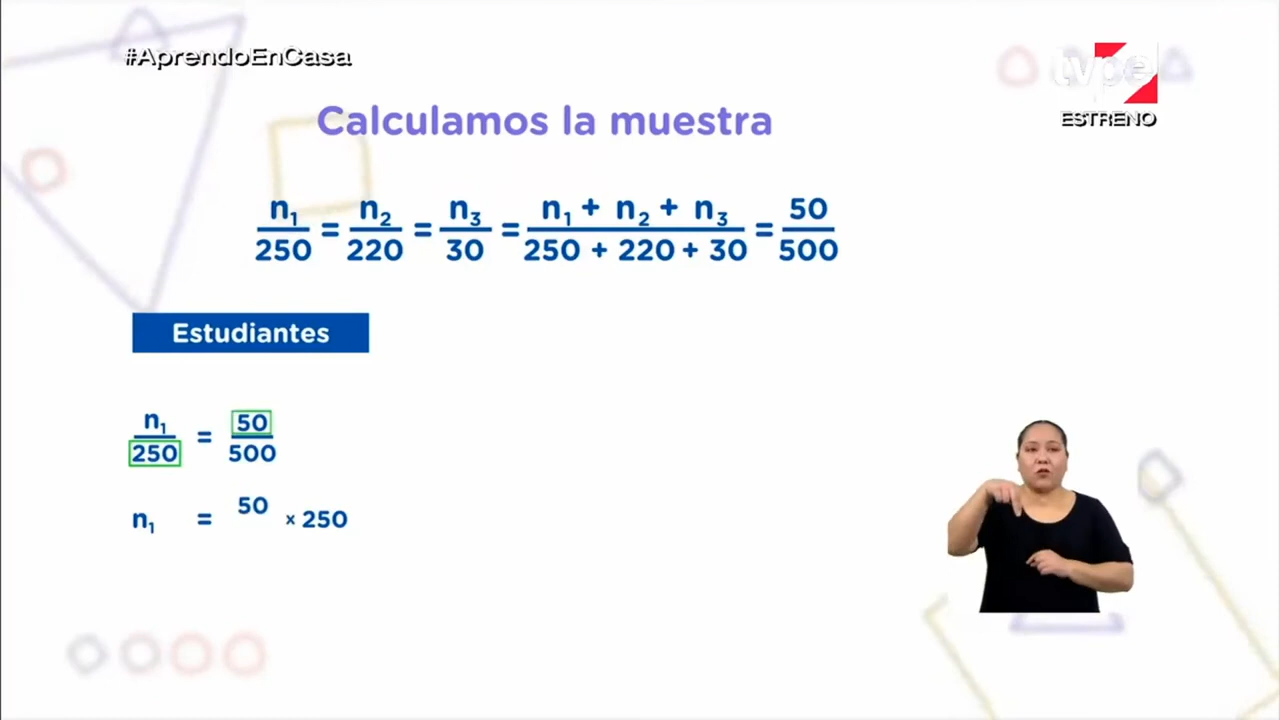 #AprendoEnCasa
tvpe
ESTRENO
Calculamos la muestra
n₁/250 = n₂/220 = n₃/30 = n₁ + n₂ + n₃/250 + 220 + 30 = 50/500
Estudiantes
n₁/250 = 50/500
n₁ = 50 × 250